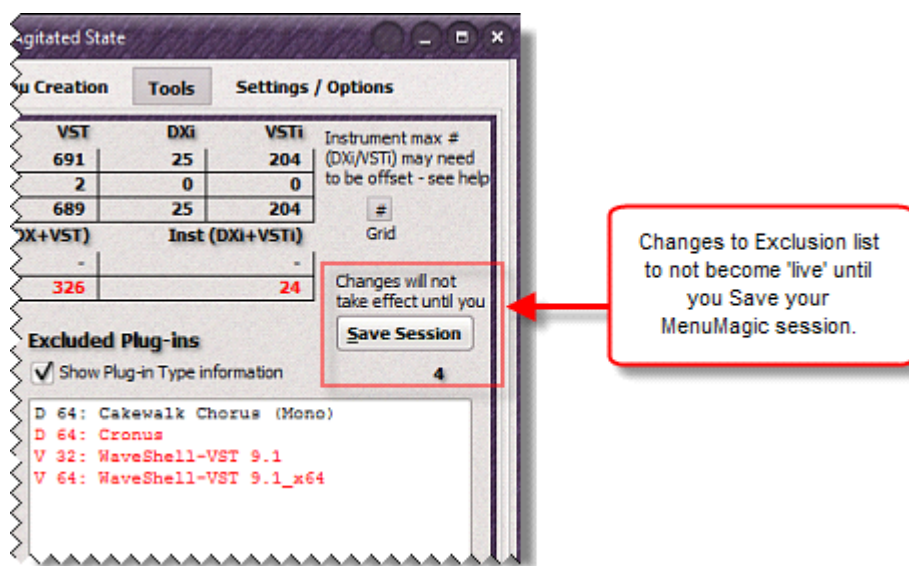 Agitated State
Creation Tools Settings / Options
VST DXi VSTi
691 25 204
2 0 0
689 25 204
DX+VST) Inst (DXi+VSTi)
- -
326 24
Instrument max #
(DXi/VSTi) may need
to be offset - see help
#
Grid
Changes will not
take effect until you
Save Session
4
Excluded Plug-ins
Show Plug-in Type information
D 64: Cakewalk Chorus (Mono)
D 64: Cronus
V 32: WaveShell-VST 9.1
V 64: WaveShell-VST 9.1_x64
Changes to Exclusion list
to not become 'live' until
you Save your
MenuMagic session.